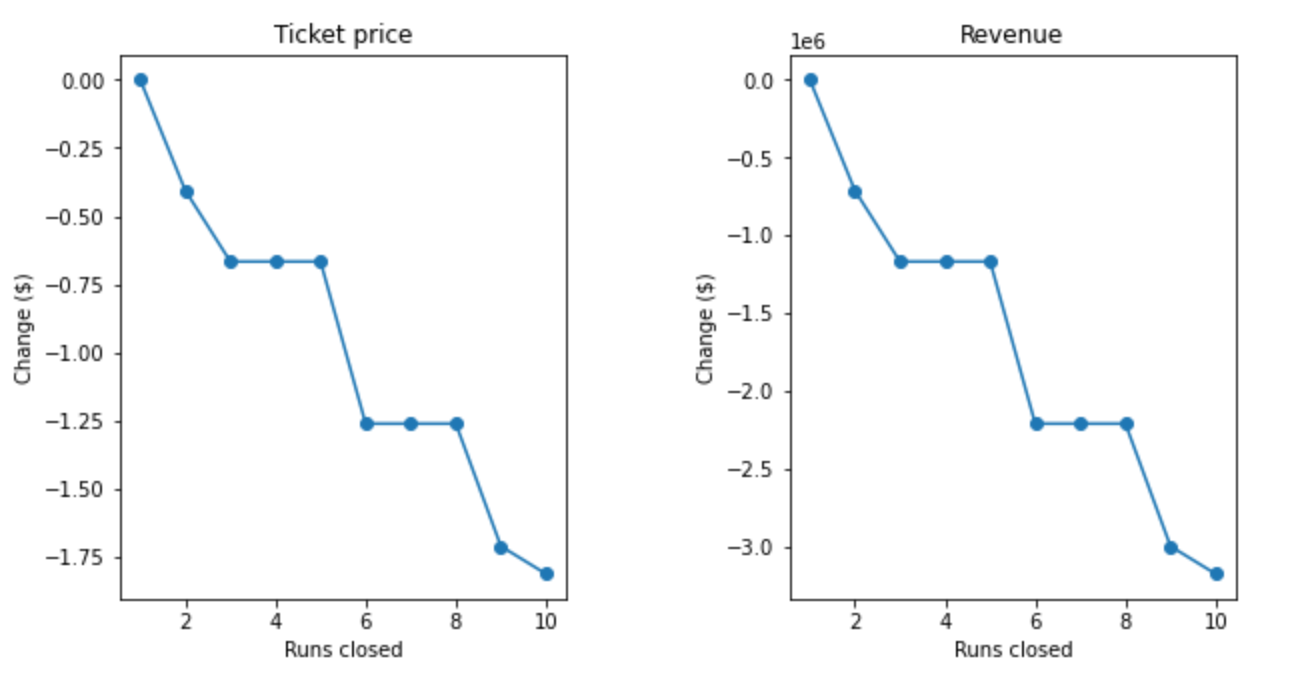 Ticket price
0.00
−0.25
−0.50
−0.75
−1.00
−1.25
−1.50
−1.75
Change ($)
2 4 6 8 10
Runs closed
Revenue
1e6
0.0
−0.5
−1.0
−1.5
−2.0
−2.5
−3.0
Change ($)
2 4 6 8 10
Runs closed